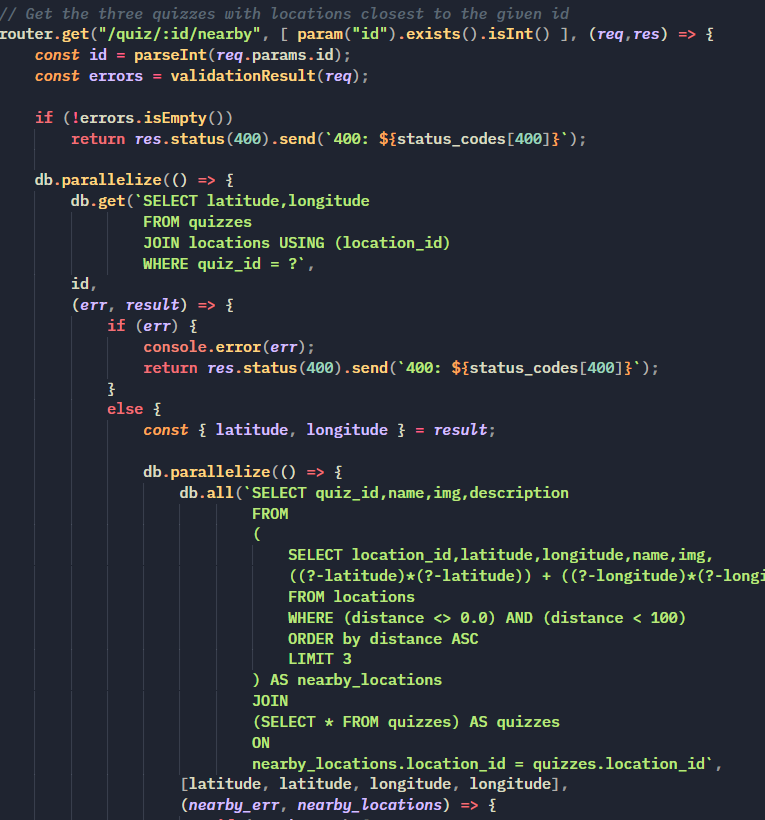 // Get the three quizzes with locations closest to the given id
router.get("/quiz/:id/nearby", [ param("id").exists().isInt() ], (req,res) => {
const id = parseInt(req.params.id);
const errors = validationResult(req);
if (!errors.isEmpty())
return res.status(400).send(`400: ${status_codes[400]}`);
db.parallelize(() => {
db.get(`SELECT latitude,longitude
FROM quizzes
JOIN locations USING (location_id)
WHERE quiz_id = ?`,
id,
(err, result) => {
if (err) {
console.error(err);
return res.status(400).send(`400: ${status_codes[400]}`);
}
else {
const { latitude, longitude } = result;
db.parallelize(() => {
db.all(`SELECT quiz_id,name,img,description
FROM
(
SELECT location_id,latitude,longitude,name,img,
((?-latitude)*(?-latitude)) + ((?-longitude)*(?-longi
FROM locations
WHERE (distance <> 0.0) AND (distance < 100)
ORDER by distance ASC
LIMIT 3
) AS nearby_locations
JOIN
(SELECT * FROM quizzes) AS quizzes
ON
nearby_locations.location_id = quizzes.location_id`,
[latitude, latitude, longitude, longitude],
(nearby_err, nearby_locations) => {